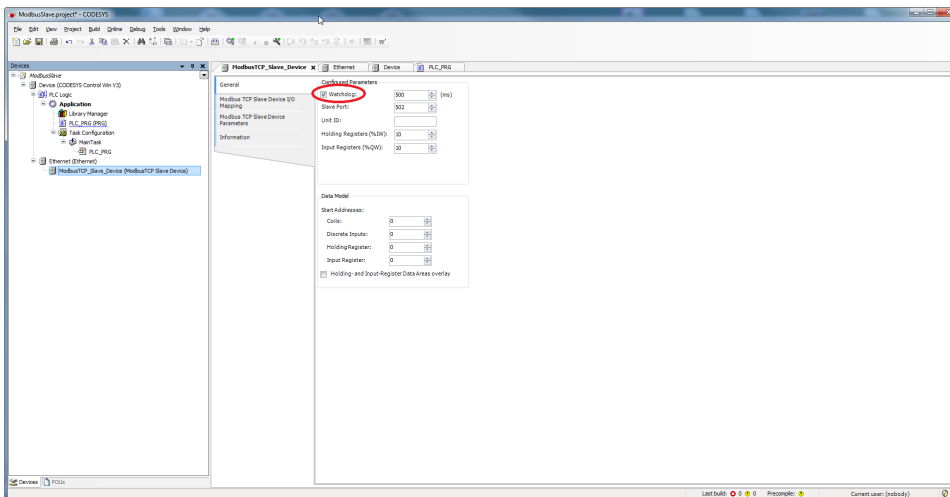 ModbusSlave.project* - CODESYS
File Edit View Project Build Online Debug Tools Window Help
Devices
ModbusSlave
Device (CODESYS Control Win V3)
PLC Logic
Application
Library Manager
PLC_PRG (PRG)
Task Configuration
MainTask
PLC_PRG
Ethernet (Ethernet)
ModbusTCP_Slave_Device (ModbusTCP Slave Device)
Devices POUs
ModbusTCP_Slave_Device x Ethernet Device PLC_PRG
General
Modbus TCP Slave Device I/O
Mapping
Modbus TCP Slave Device
Parameters
Information
Configured Parameters
Watchdog: 500 (ms)
Slave Port: 502
Unit ID:
Holding Registers (%IW): 10
Input Registers (%QW): 10
Data Model
Start Addresses:
Coils: 0
Discrete Inputs: 0
HoldingRegister: 0
Input Register: 0
Holding- and Input-Register Data Areas overlay
Last build: 0 0 Precompile: Current user: (nobody)